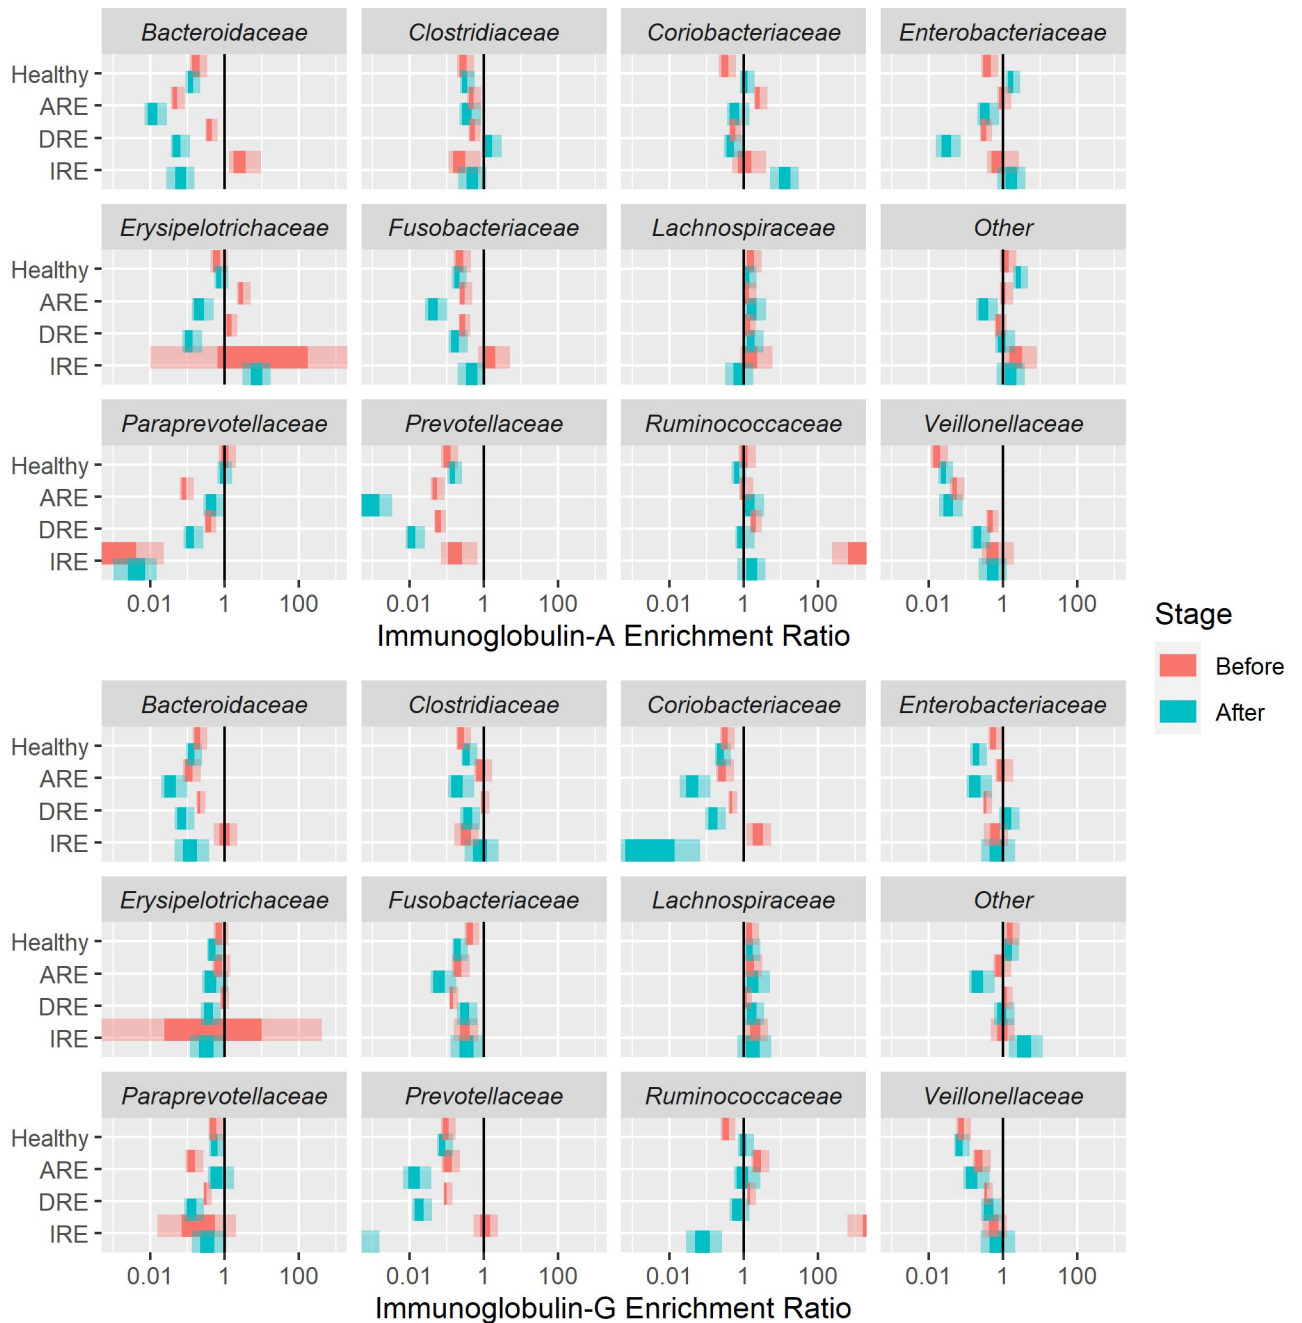 Bacteroidaceae Clostridiaceae Coriobacteriaceae Enterobacteriaceae
Healthy
ARE
DRE
IRE
Erysipelotrichaceae Fusobacteriaceae Lachnospiraceae Other
Healthy
ARE
DRE
IRE
Paraprevotellaceae Prevotellaceae Ruminococcaceae Veillonellaceae
Healthy
ARE
DRE
IRE
0.01 1 100 0.01 1 100 0.01 1 100 0.01 1 100
Immunoglobulin-A Enrichment Ratio
Stage
Before
After
Bacteroidaceae Clostridiaceae Coriobacteriaceae Enterobacteriaceae
Healthy
ARE
DRE
IRE
Erysipelotrichaceae Fusobacteriaceae Lachnospiraceae Other
Healthy
ARE
DRE
IRE
Paraprevotellaceae Prevotellaceae Ruminococcaceae Veillonellaceae
Healthy
ARE
DRE
IRE
0.01 1 100 0.01 1 100 0.01 1 100 0.01 1 100
Immunoglobulin-G Enrichment Ratio